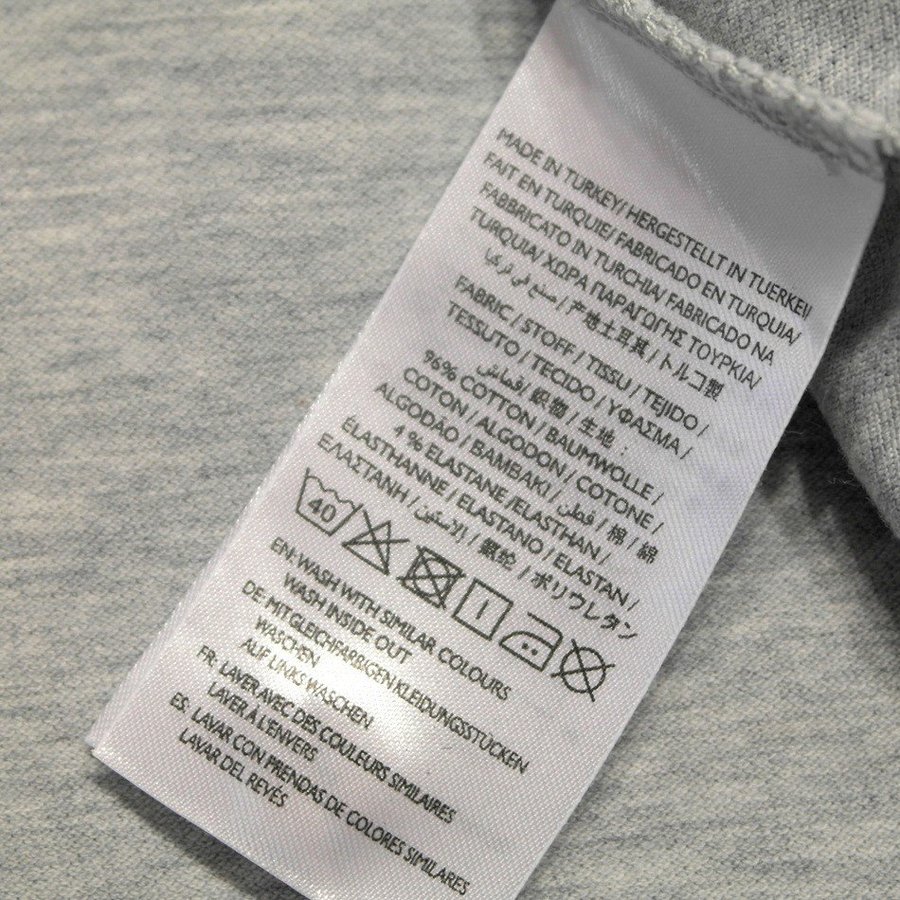 MADE IN TURKEY/ HERGESTELLT IN TUERKEI/
FAIT EN TURQUIE/ FABRICADO EN TURQUIA/
FABBRICATO IN TURCHIA/ FABRICADO NA
TURQUIA/ ΧΩΡΑ ΠΑΡΑΓΩΓΗΣ ΤΟΥΡΚΙΑ/
صنع في تركيا / 产地土耳其 / トルコ製
FABRIC / STOFF / TISSU / TEJIDO /
TESSUTO / TECIDO / ΥΦΑΣΜΑ /
قماش / 織物 / 生地 :
96% COTTON / BAUMWOLLE /
COTON / ALGODON / COTONE /
ALGODÃO / ΒΑΜΒΑΚΙ / قطن / 棉 / 綿
4 % ELASTANE /ELASTHAN /
ÉLASTHANNE / ELASTANO / ELASTAN /
ΕΛΑΣΤΑΝΗ / الاستين / 氨纶 / ポリウレタン
40
EN: WASH WITH SIMILAR COLOURS
WASH INSIDE OUT
DE: MIT GLEICHFARBIGEN KLEIDUNGSSTÜCKEN
WASCHEN
AUF LINKS WASCHEN
FR: LAVER AVEC DES COULEURS SIMILAIRES
LAVER À L'ENVERS
ES: LAVAR CON PRENDAS DE COLORES SIMILARES
LAVAR DEL REVÉS